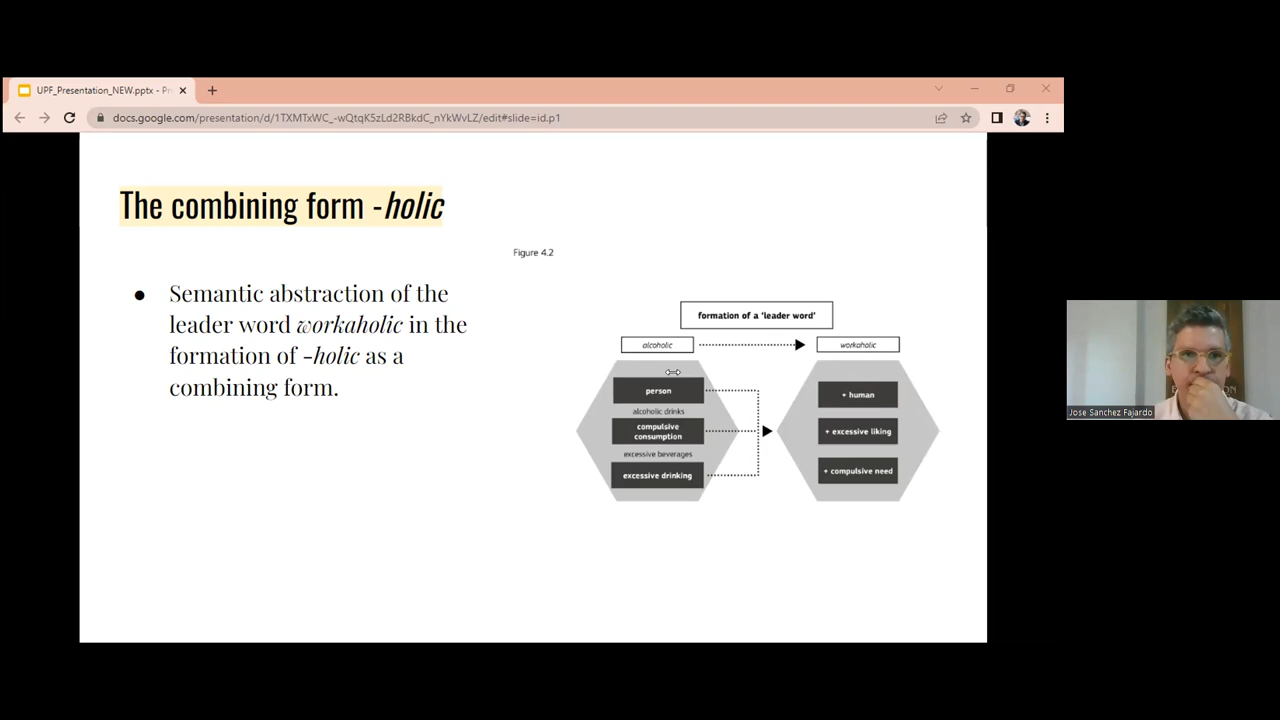 UPF_Presentation_NEW.pptx - Pr
docs.google.com/presentation/d/1TXMTxWC_-wQtqK5zLd2RBkdC_nYkWvLZ/edit#slide=id.p1
The combining form -holic
Figure 4.2
● Semantic abstraction of the
leader word workaholic in the
formation of -holic as a
combining form.
formation of a 'leader word'
alcoholic
workaholic
person
alcoholic drinks
compulsive
consumption
excessive beverages
excessive drinking
+ human
+ excessive liking
+ compulsive need
Jose Sanchez Fajardo